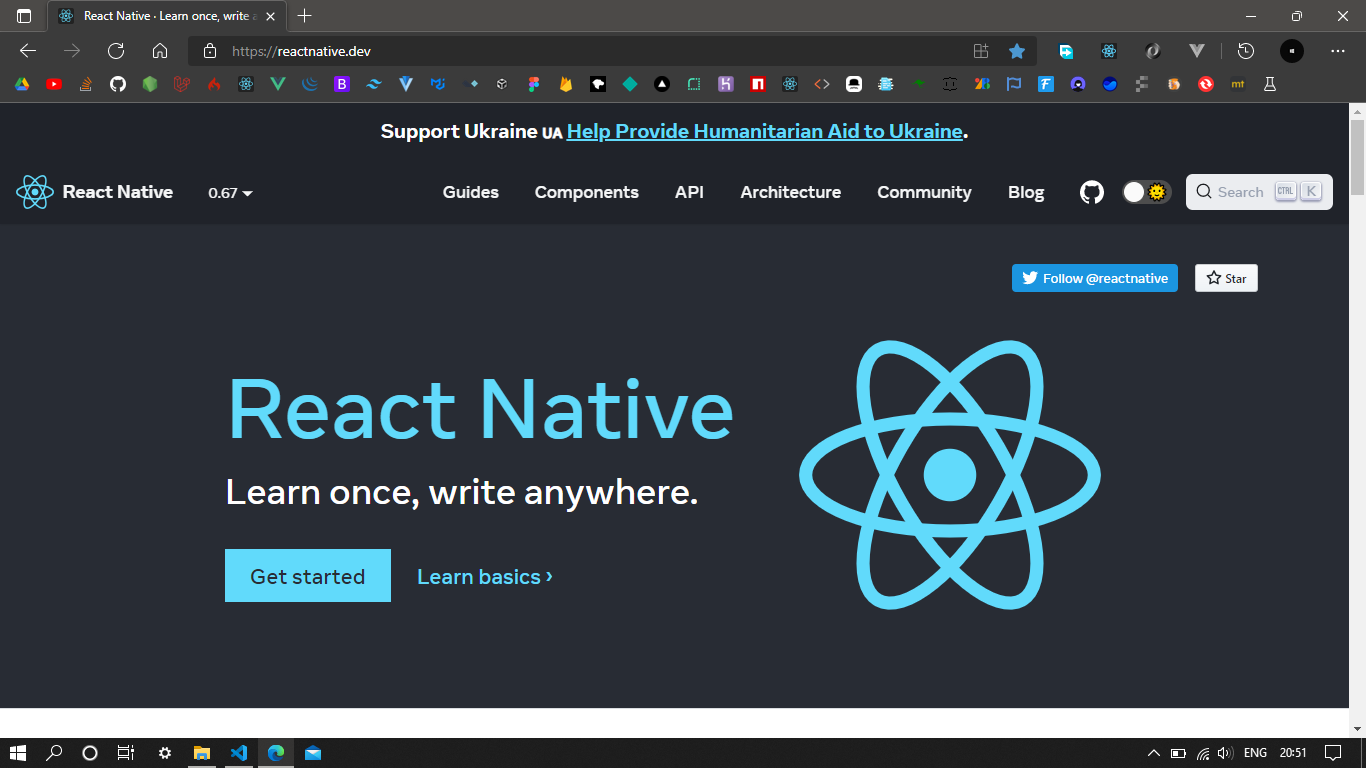 React Native · Learn once, write a
https://reactnative.dev
Support Ukraine UA Help Provide Humanitarian Aid to Ukraine.
React Native
0.67
Guides
Components
API
Architecture
Community
Blog
Search
CTRL
K
Follow @reactnative
Star
React Native
Learn once, write anywhere.
Get started
Learn basics ›
ENG
20:51